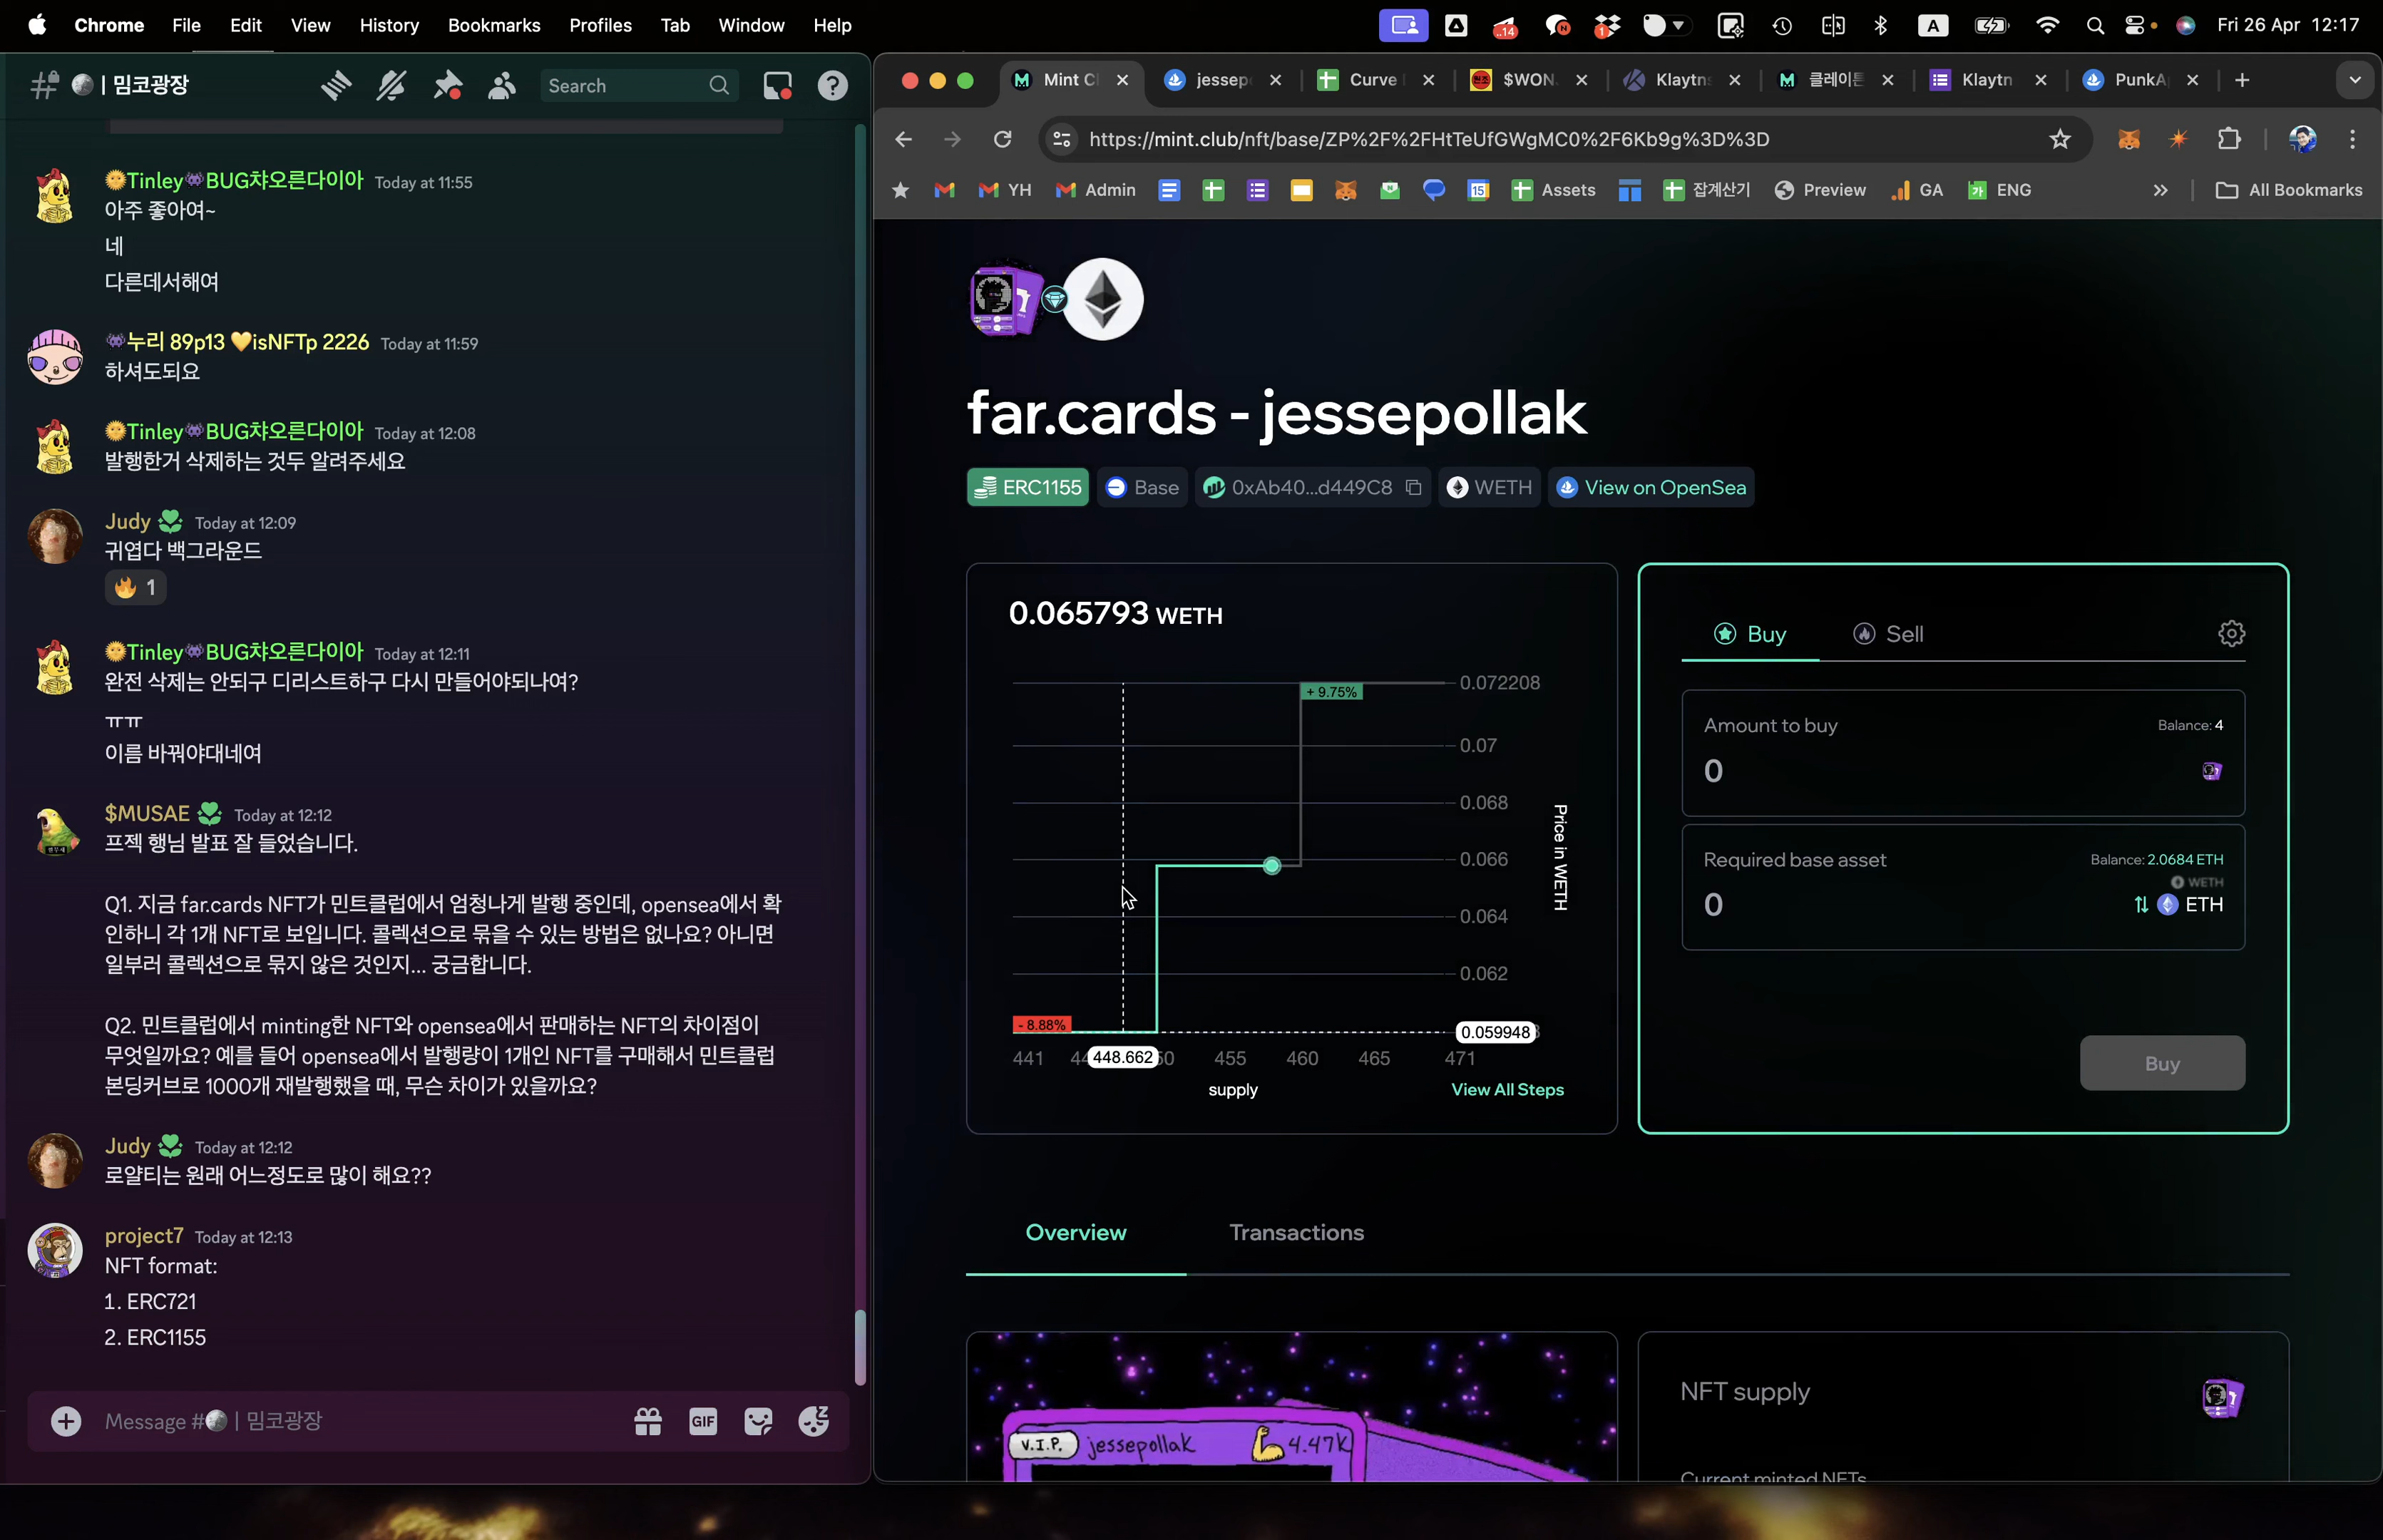 Chrome File Edit View History Bookmarks Profiles Tab Window Help
A Fri 26 Apr 12:17
밈코광장 Search
Tinley BUG챠오른다이아 Today at 11:55
아주 좋아여~
네
다른데서해여
누리 89p13 isNFTp 2226 Today at 11:59
하셔도되요
Tinley BUG챠오른다이아 Today at 12:08
발행한거 삭제하는 것두 알려주세요
Judy Today at 12:09
귀엽다 백그라운드
1
Tinley BUG챠오른다이아 Today at 12:11
완전 삭제는 안되구 디리스트하구 다시 만들어야되나여?
ㅠㅠ
이름 바꿔야대네여
$MUSAE Today at 12:12
프젝 행님 발표 잘 들었습니다.
Q1. 지금 far.cards NFT가 민트클럽에서 엄청나게 발행 중인데, opensea에서 확
인하니 각 1개 NFT로 보입니다. 콜렉션으로 묶을 수 있는 방법은 없나요? 아니면
일부러 콜렉션으로 묶지 않은 것인지... 궁금합니다.
Q2. 민트클럽에서 minting한 NFT와 opensea에서 판매하는 NFT의 차이점이
무엇일까요? 예를 들어 opensea에서 발행량이 1개인 NFT를 구매해서 민트클럽
본딩커브로 1000개 재발행했을 때, 무슨 차이가 있을까요?
Judy Today at 12:12
로얄티는 원래 어느정도로 많이 해요??
project7 Today at 12:13
NFT format:
1. ERC721
2. ERC1155
Message # | 밈코광장 GIF
Mint Cl jessep Curve $WON. Klaytn 클레이튼 Klaytn PunkA
https://mint.club/nft/base/ZP%2F%2FHtTeUfGWgMC0%2F6Kb9g%3D%3D
YH Admin Assets 잡계산기 Preview GA ENG All Bookmarks
far.cards - jessepollak
ERC1155 Base 0xAb40...d449C8 WETH View on OpenSea
0.065793 WETH
+ 9.75%
0.072208
0.07
0.068
0.066
0.064
0.062
0.059948
- 8.88%
Price in WETH
441 448.662 455 460 465 471
supply
View All Steps
Buy Sell
Amount to buy Balance: 4
0
Required base asset Balance: 2.0684 ETH
WETH
0 ETH
Buy
Overview Transactions
V.I.P. jessepollak 4.47K
NFT supply
Current minted NFTs